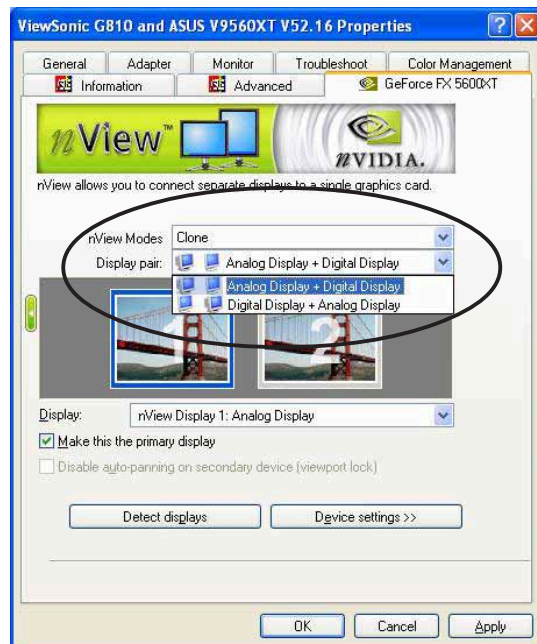 ViewSonic G810 and ASUS V9560XT V52.16 Properties
General Adapter Monitor Troubleshoot Color Management
Information Advanced GeForce FX 5600XT
nView™
NVIDIA.
nView allows you to connect separate displays to a single graphics card.
nView Modes Clone
Display pair: Analog Display + Digital Display
Analog Display + Digital Display
Digital Display + Analog Display
1 2
Display: nView Display 1: Analog Display
Make this the primary display
Disable auto-panning on secondary device (viewport lock)
Detect displays Device settings >>
OK Cancel Apply